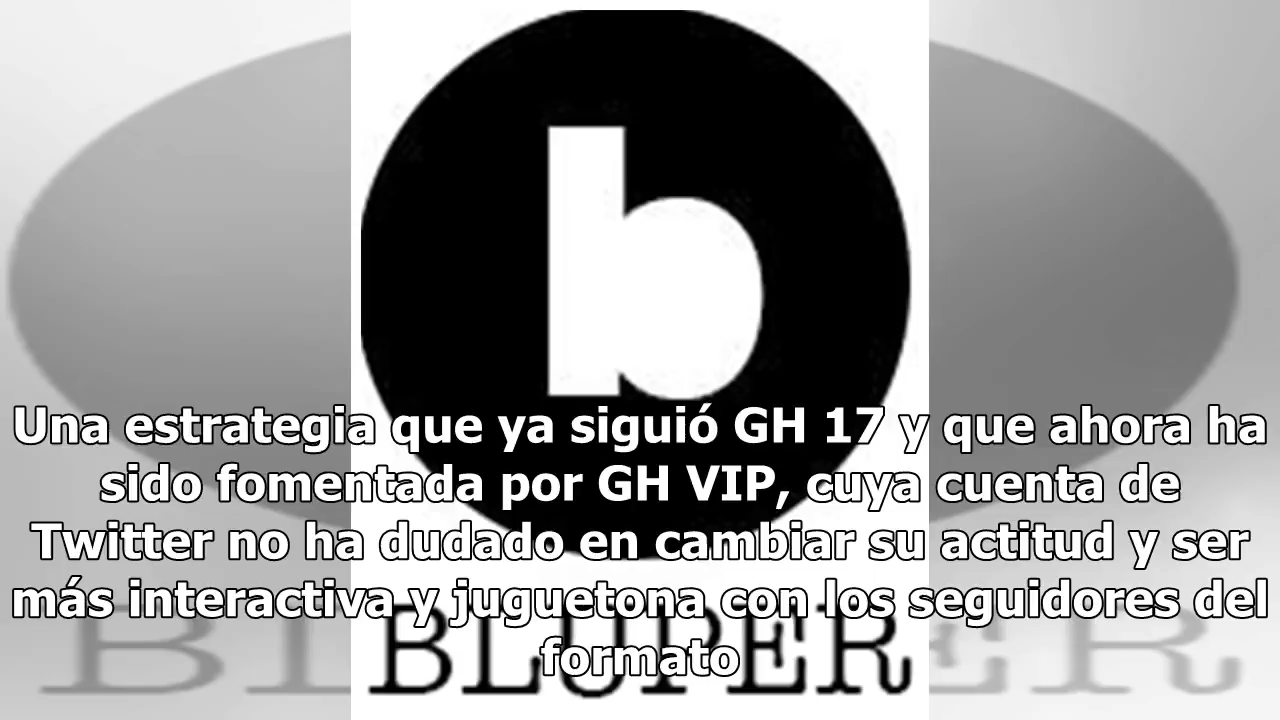 b
Una estrategia que ya siguió GH 17 y que ahora ha
sido fomentada por GH VIP, cuya cuenta de
Twitter no ha dudado en cambiar su actitud y ser
más interactiva y juguetona con los seguidores del
formato
BLUPER